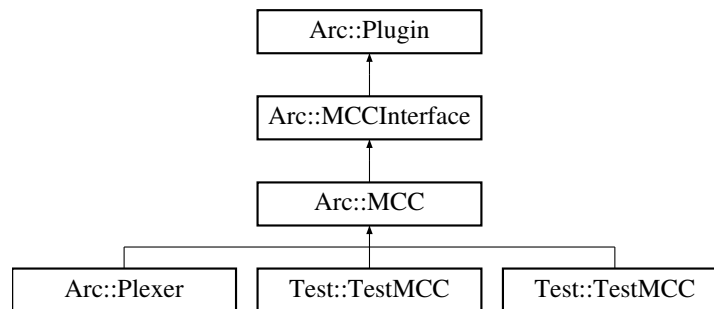 Arc::Plugin
Arc::MCCInterface
Arc::MCC
Arc::Plexer
Test::TestMCC
Test::TestMCC